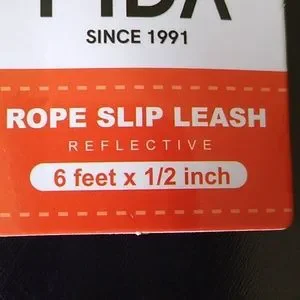 SINCE 1991
ROPE SLIP LEASH
REFLECTIVE
6 feet x 1/2 inch